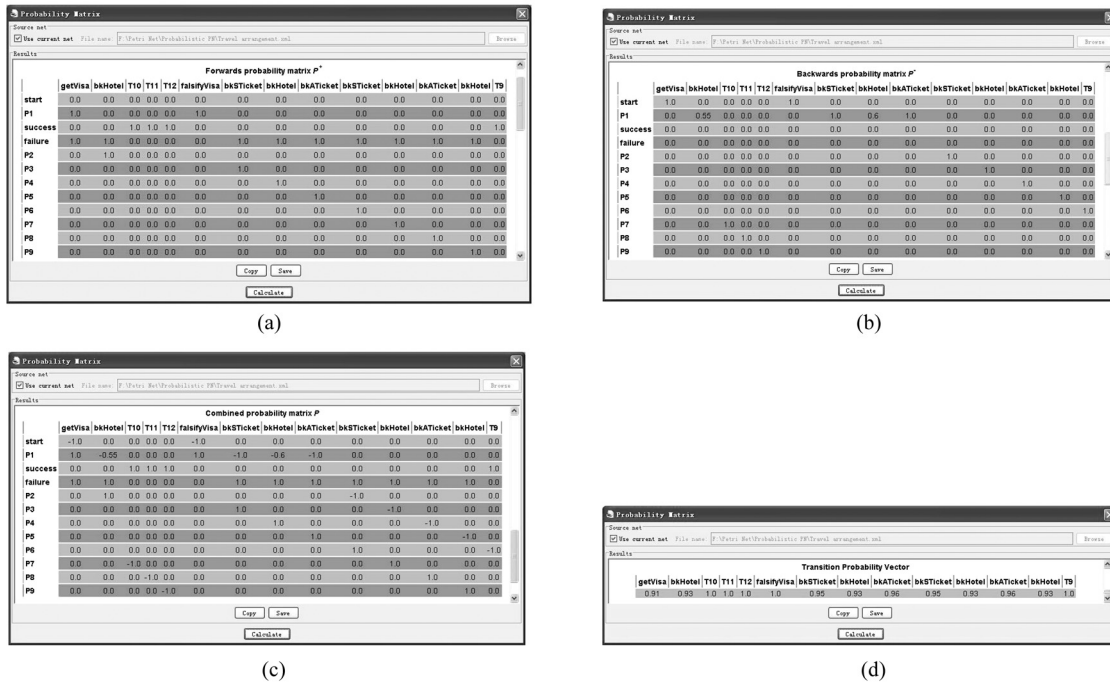 Probability Matrix
Source net
Use current net File name: F:\Petri Net\Probabilistic PN\Travel arrangement.xml Browse
Results
Forwards probability matrix P+
getVisa bkHotel T10 T11 T12 falsifyVisa bkSTicket bkHotel bkATicket bkSTicket bkHotel bkATicket bkHotel T9
start 0.0 0.0 0.0 0.0 0.0 0.0 0.0 0.0 0.0 0.0 0.0 0.0 0.0 0.0
P1 1.0 0.0 0.0 0.0 0.0 1.0 0.0 0.0 0.0 0.0 0.0 0.0 0.0 0.0
success 0.0 0.0 1.0 1.0 1.0 0.0 0.0 0.0 0.0 0.0 0.0 0.0 0.0 1.0
failure 1.0 1.0 0.0 0.0 0.0 0.0 1.0 1.0 1.0 1.0 1.0 1.0 1.0 0.0
P2 0.0 1.0 0.0 0.0 0.0 0.0 0.0 0.0 0.0 0.0 0.0 0.0 0.0 0.0
P3 0.0 0.0 0.0 0.0 0.0 0.0 1.0 0.0 0.0 0.0 0.0 0.0 0.0 0.0
P4 0.0 0.0 0.0 0.0 0.0 0.0 0.0 1.0 0.0 0.0 0.0 0.0 0.0 0.0
P5 0.0 0.0 0.0 0.0 0.0 0.0 0.0 0.0 1.0 0.0 0.0 0.0 0.0 0.0
P6 0.0 0.0 0.0 0.0 0.0 0.0 0.0 0.0 0.0 1.0 0.0 0.0 0.0 0.0
P7 0.0 0.0 0.0 0.0 0.0 0.0 0.0 0.0 0.0 0.0 1.0 0.0 0.0 0.0
P8 0.0 0.0 0.0 0.0 0.0 0.0 0.0 0.0 0.0 0.0 0.0 1.0 0.0 0.0
P9 0.0 0.0 0.0 0.0 0.0 0.0 0.0 0.0 0.0 0.0 0.0 0.0 1.0 0.0
Copy Save
Calculate
(a)
Probability Matrix
Source net
Use current net File name: F:\Petri Net\Probabilistic PN\Travel arrangement.xml Browse
Results
Backwards probability matrix P-
getVisa bkHotel T10 T11 T12 falsifyVisa bkSTicket bkHotel bkATicket bkSTicket bkHotel bkATicket bkHotel T9
start 1.0 0.0 0.0 0.0 0.0 1.0 0.0 0.0 0.0 0.0 0.0 0.0 0.0 0.0
P1 0.0 0.55 0.0 0.0 0.0 0.0 1.0 0.6 1.0 0.0 0.0 0.0 0.0 0.0
success 0.0 0.0 0.0 0.0 0.0 0.0 0.0 0.0 0.0 0.0 0.0 0.0 0.0 0.0
failure 0.0 0.0 0.0 0.0 0.0 0.0 0.0 0.0 0.0 0.0 0.0 0.0 0.0 0.0
P2 0.0 0.0 0.0 0.0 0.0 0.0 0.0 0.0 0.0 1.0 0.0 0.0 0.0 0.0
P3 0.0 0.0 0.0 0.0 0.0 0.0 0.0 0.0 0.0 0.0 1.0 0.0 0.0 0.0
P4 0.0 0.0 0.0 0.0 0.0 0.0 0.0 0.0 0.0 0.0 0.0 1.0 0.0 0.0
P5 0.0 0.0 0.0 0.0 0.0 0.0 0.0 0.0 0.0 0.0 0.0 0.0 1.0 0.0
P6 0.0 0.0 0.0 0.0 0.0 0.0 0.0 0.0 0.0 0.0 0.0 0.0 0.0 1.0
P7 0.0 0.0 1.0 0.0 0.0 0.0 0.0 0.0 0.0 0.0 0.0 0.0 0.0 0.0
P8 0.0 0.0 0.0 1.0 0.0 0.0 0.0 0.0 0.0 0.0 0.0 0.0 0.0 0.0
P9 0.0 0.0 0.0 0.0 1.0 0.0 0.0 0.0 0.0 0.0 0.0 0.0 0.0 0.0
Copy Save
Calculate
(b)
Probability Matrix
Source net
Use current net File name: F:\Petri Net\Probabilistic PN\Travel arrangement.xml Browse
Results
Combined probability matrix P
getVisa bkHotel T10 T11 T12 falsifyVisa bkSTicket bkHotel bkATicket bkSTicket bkHotel bkATicket bkHotel T9
start -1.0 0.0 0.0 0.0 0.0 -1.0 0.0 0.0 0.0 0.0 0.0 0.0 0.0 0.0
P1 1.0 -0.55 0.0 0.0 0.0 1.0 -1.0 -0.6 -1.0 0.0 0.0 0.0 0.0 0.0
success 0.0 0.0 1.0 1.0 1.0 0.0 0.0 0.0 0.0 0.0 0.0 0.0 0.0 1.0
failure 1.0 1.0 0.0 0.0 0.0 0.0 1.0 1.0 1.0 1.0 1.0 1.0 1.0 0.0
P2 0.0 1.0 0.0 0.0 0.0 0.0 0.0 0.0 0.0 -1.0 0.0 0.0 0.0 0.0
P3 0.0 0.0 0.0 0.0 0.0 0.0 1.0 0.0 0.0 0.0 -1.0 0.0 0.0 0.0
P4 0.0 0.0 0.0 0.0 0.0 0.0 0.0 1.0 0.0 0.0 0.0 -1.0 0.0 0.0
P5 0.0 0.0 0.0 0.0 0.0 0.0 0.0 0.0 1.0 0.0 0.0 0.0 -1.0 0.0
P6 0.0 0.0 0.0 0.0 0.0 0.0 0.0 0.0 0.0 1.0 0.0 0.0 0.0 -1.0
P7 0.0 0.0 -1.0 0.0 0.0 0.0 0.0 0.0 0.0 0.0 1.0 0.0 0.0 0.0
P8 0.0 0.0 0.0 -1.0 0.0 0.0 0.0 0.0 0.0 0.0 0.0 1.0 0.0 0.0
P9 0.0 0.0 0.0 0.0 -1.0 0.0 0.0 0.0 0.0 0.0 0.0 0.0 1.0 0.0
Copy Save
Calculate
(c)
Probability Matrix
Source net
Use current net File name: F:\Petri Net\Probabilistic PN\Travel arrangement.xml Browse
Results
Transition Probability Vector
getVisa bkHotel T10 T11 T12 falsifyVisa bkSTicket bkHotel bkATicket bkSTicket bkHotel bkATicket bkHotel T9
0.91 0.93 1.0 1.0 1.0 1.0 0.95 0.93 0.96 0.95 0.93 0.96 0.93 1.0
Copy Save
Calculate
(d)